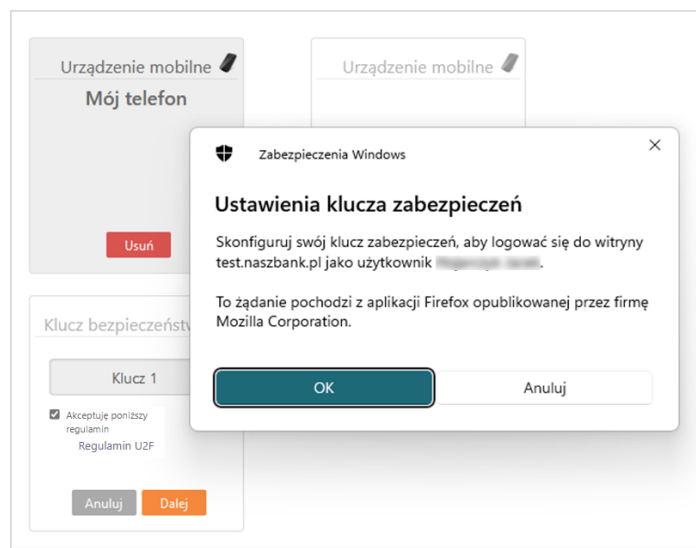 Urządzenie mobilne
Mój telefon
Usuń
Urządzenie mobilne
Zabezpieczenia Windows
Ustawienia klucza zabezpieczeń
Skonfiguruj swój klucz zabezpieczeń, aby logować się do witryny
test.naszbank.pl jako użytkownik
To żądanie pochodzi z aplikacji Firefox opublikowanej przez firmę
Mozilla Corporation.
OK
Anuluj
Klucz 1
Akceptuję poniższy
regulamin
Regulamin U2F
Anuluj
Dalej